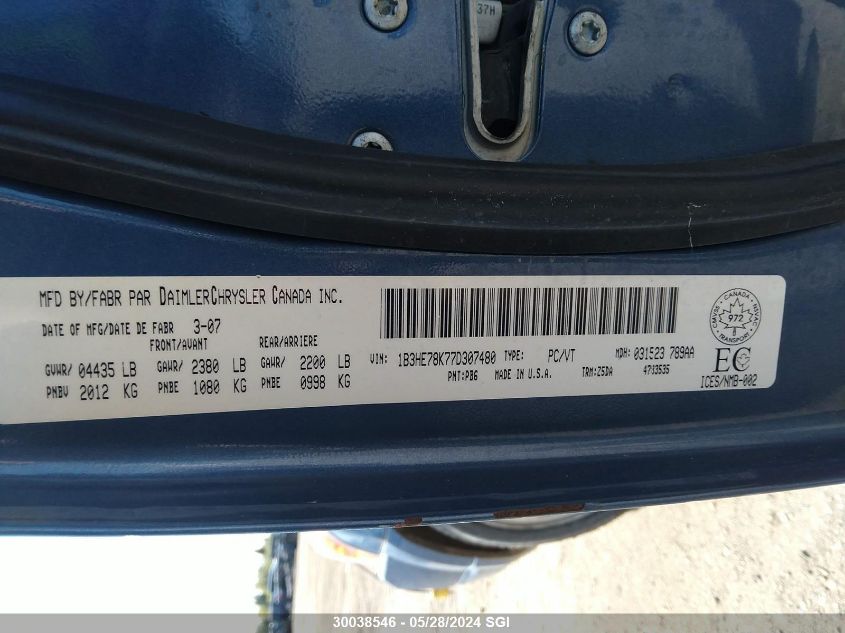 37H
MFD BY/FABR PAR DAIMLERCHRYSLER CANADA INC.
DATE OF MFG/DATE DE FABR 3-07
FRONT/AVANT REAR/ARRIERE
GVWR/ 04435 LB GAWR/ 2380 LB GAWR/ 2200 LB
PNBV 2012 KG PNBE 1080 KG PNBE 0998 KG
VIN: 1B3HE78K77D307480 TYPE: PC/VT MDH: 031523 789AA
PNT:PB6 MADE IN U.S.A. TRM:Z5DA 4743535
CMVSS CANADA NSVAC
972
TRANSPORT
EC
ICES/NMB-002
30038546 - 05/28/2024 SGI